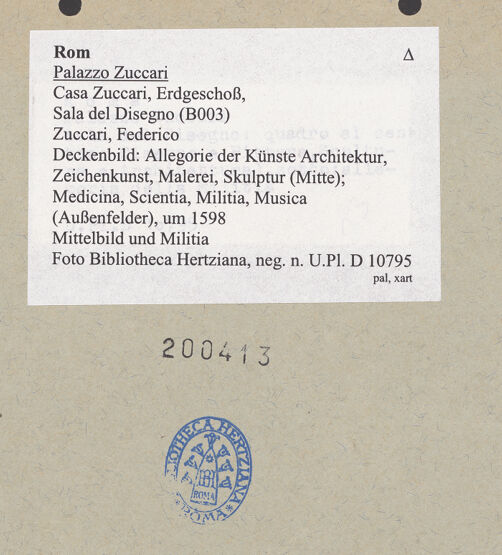 Rom Δ
Palazzo Zuccari
Casa Zuccari, Erdgeschoß,
Sala del Disegno (B003)
Zuccari, Federico
Deckenbild: Allegorie der Künste Architektur,
Zeichenkunst, Malerei, Skulptur (Mitte);
Medicina, Scientia, Militia, Musica
(Außenfelder), um 1598
Mittelbild und Militia
Foto Bibliotheca Hertziana, neg. n. U.Pl. D 10795
pal, xart
200413
BIBLIOTHECA HERTZIANA
ROMA
*ROMA*